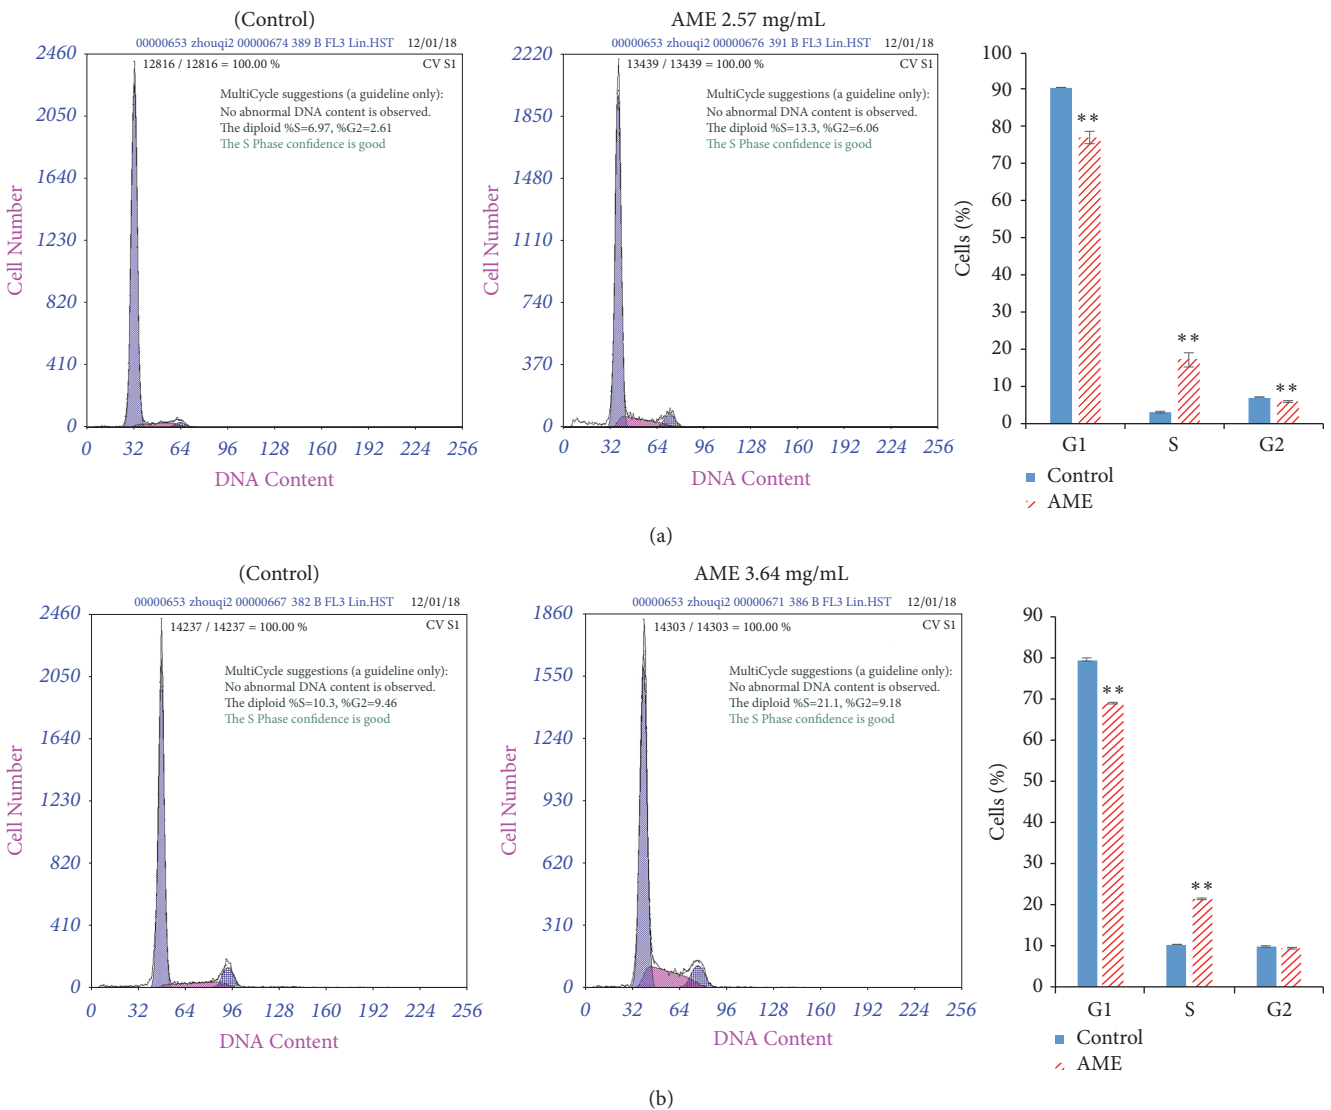 (Control)
00000653 zhouqi2 00000674 389 B FL3 Lin.HST 12/01/18
2460
2050
1640
1230
820
410
0
Cell Number
12816 / 12816 = 100.00 %
CV S1
MultiCycle suggestions (a guideline only):
No abnormal DNA content is observed.
The diploid %S=6.97, %G2=2.61
The S Phase confidence is good
0 32 64 96 128 160 192 224 256
DNA Content
AME 2.57 mg/mL
00000653 zhouqi2 00000676 391 B FL3 Lin.HST 12/01/18
2220
1850
1480
1110
740
370
0
Cell Number
13439 / 13439 = 100.00 %
CV S1
MultiCycle suggestions (a guideline only):
No abnormal DNA content is observed.
The diploid %S=13.3, %G2=6.06
The S Phase confidence is good
0 32 64 96 128 160 192 224 256
DNA Content
100
90
80
70
60
50
40
30
20
10
0
Cells (%)
**
**
**
G1 S G2
Control
AME
(a)
(Control)
00000653 zhouqi2 00000667 382 B FL3 Lin.HST 12/01/18
2460
2050
1640
1230
820
410
0
Cell Number
14237 / 14237 = 100.00 %
CV S1
MultiCycle suggestions (a guideline only):
No abnormal DNA content is observed.
The diploid %S=10.3, %G2=9.46
The S Phase confidence is good
0 32 64 96 128 160 192 224 256
DNA Content
AME 3.64 mg/mL
00000653 zhouqi2 00000671 386 B FL3 Lin.HST 12/01/18
1860
1550
1240
930
620
310
0
Cell Number
14303 / 14303 = 100.00 %
CV S1
MultiCycle suggestions (a guideline only):
No abnormal DNA content is observed.
The diploid %S=21.1, %G2=9.18
The S Phase confidence is good
0 32 64 96 128 160 192 224 256
DNA Content
90
80
70
60
50
40
30
20
10
0
Cells (%)
**
**
G1 S G2
Control
AME
(b)